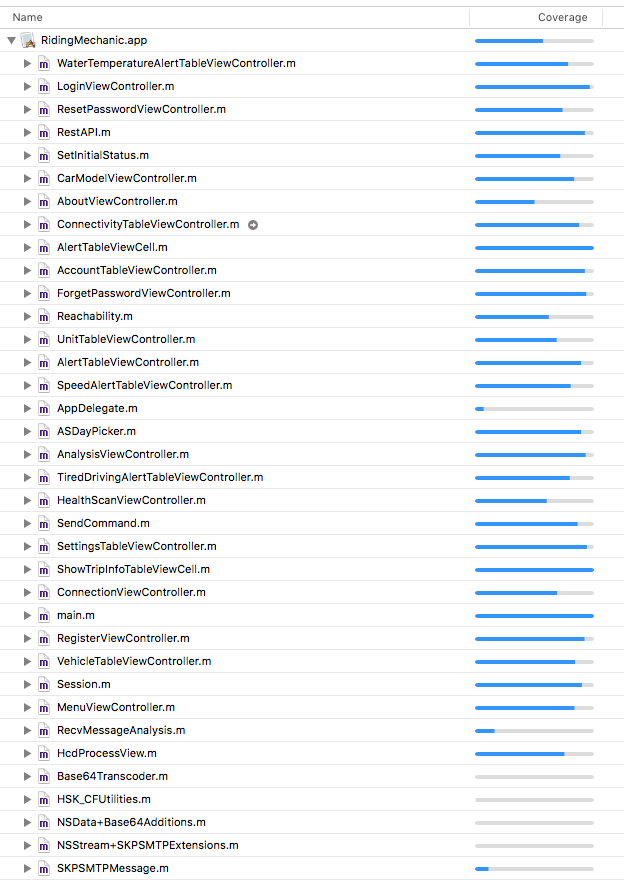 Name Coverage
RidingMechanic.app
m WaterTemperatureAlertTableViewController.m
m LoginViewController.m
m ResetPasswordViewController.m
m RestAPI.m
m SetInitialStatus.m
m CarModelViewController.m
m AboutViewController.m
m ConnectivityTableViewController.m
m AlertTableViewCell.m
m AccountTableViewController.m
m ForgetPasswordViewController.m
m Reachability.m
m UnitTableViewController.m
m AlertTableViewController.m
m SpeedAlertTableViewController.m
m AppDelegate.m
m ASDayPicker.m
m AnalysisViewController.m
m TiredDrivingAlertTableViewController.m
m HealthScanViewController.m
m SendCommand.m
m SettingsTableViewController.m
m ShowTripInfoTableViewCell.m
m ConnectionViewController.m
m main.m
m RegisterViewController.m
m VehicleTableViewController.m
m Session.m
m MenuViewController.m
m RecvMessageAnalysis.m
m HcdProcessView.m
m Base64Transcoder.m
m HSK_CFUtilities.m
m NSData+Base64Additions.m
m NSStream+SKPSMTPExtensions.m
m SKPSMTPMessage.m